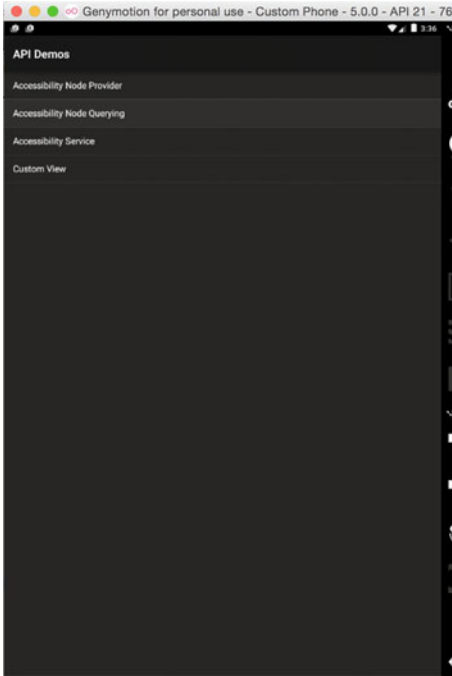 Genymotion for personal use - Custom Phone - 5.0.0 - API 21 - 76
3:36
API Demos
Accessibility Node Provider
Accessibility Node Querying
Accessibility Service
Custom View